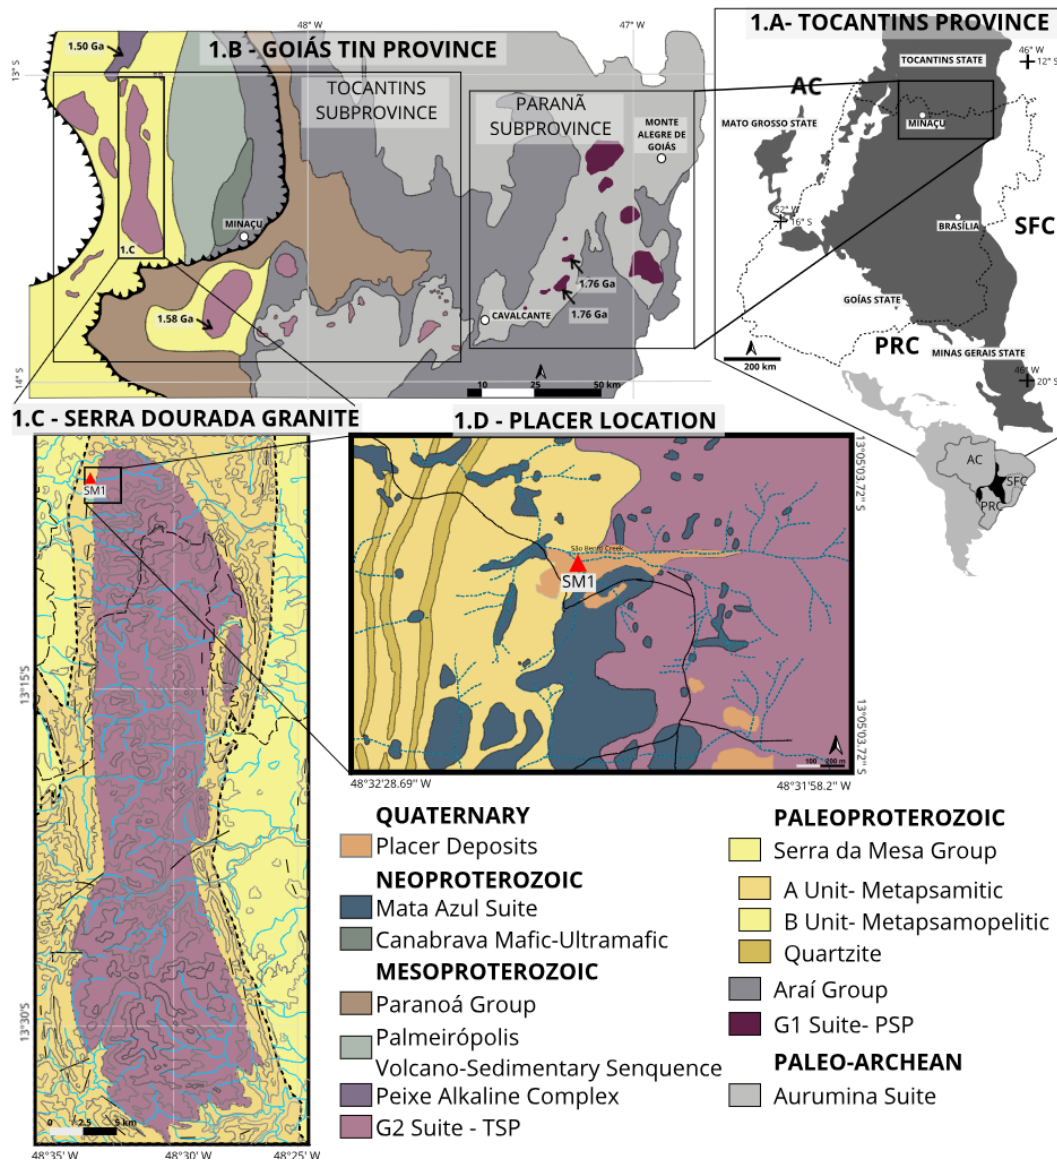 1.A- TOCANTINS PROVINCE
46° W
12° S
TOCANTINS STATE
AC
MINAÇU
MATO GROSSO STATE
52° W
16° S
SFC
BRASÍLIA
GOÍAS STATE
PRC
MINAS GERAIS STATE
200 km
46° W
20° S
AC
SFC
PRC
48° W
47° W
1.50 Ga
1.B - GOIÁS TIN PROVINCE
13° S
TOCANTINS
SUBPROVINCE
PARANÃ
SUBPROVINCE
MONTE
ALEGRE DE
GOIÁS
MINAÇU
1.C
1.58 Ga
1.76 Ga
1.76 Ga
CAVALCANTE
14° S
10 25 50 km
1.C - SERRA DOURADA GRANITE
SM1
13°15'S
13°30'S
0 2.5 5 km
48°35' W
48°30' W
48°25' W
1.D - PLACER LOCATION
13°05'03.72" S
São Bento Creek
SM1
13°05'03.72" S
100 200 m
48°32'28.69" W
48°31'58.2" W
QUATERNARY
Placer Deposits
NEOPROTEROZOIC
Mata Azul Suite
Canabrava Mafic-Ultramafic
MESOPROTEROZOIC
Paranoá Group
Palmeirópolis
Volcano-Sedimentary Senquence
Peixe Alkaline Complex
G2 Suite - TSP
PALEOPROTEROZOIC
Serra da Mesa Group
A Unit- Metapsamitic
B Unit- Metapsamopelitic
Quartzite
Araí Group
G1 Suite- PSP
PALEO-ARCHEAN
Aurumina Suite